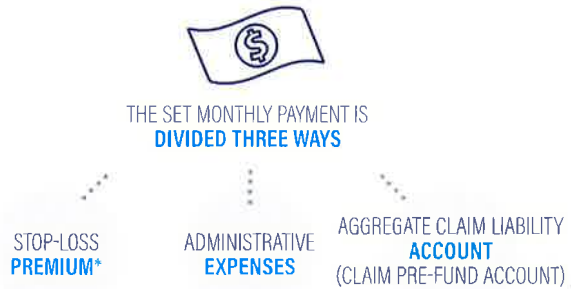 $
THE SET MONTHLY PAYMENT IS
DIVIDED THREE WAYS
STOP-LOSS
PREMIUM*
ADMINISTRATIVE
EXPENSES
AGGREGATE CLAIM LIABILITY
ACCOUNT
(CLAIM PRE-FUND ACCOUNT)